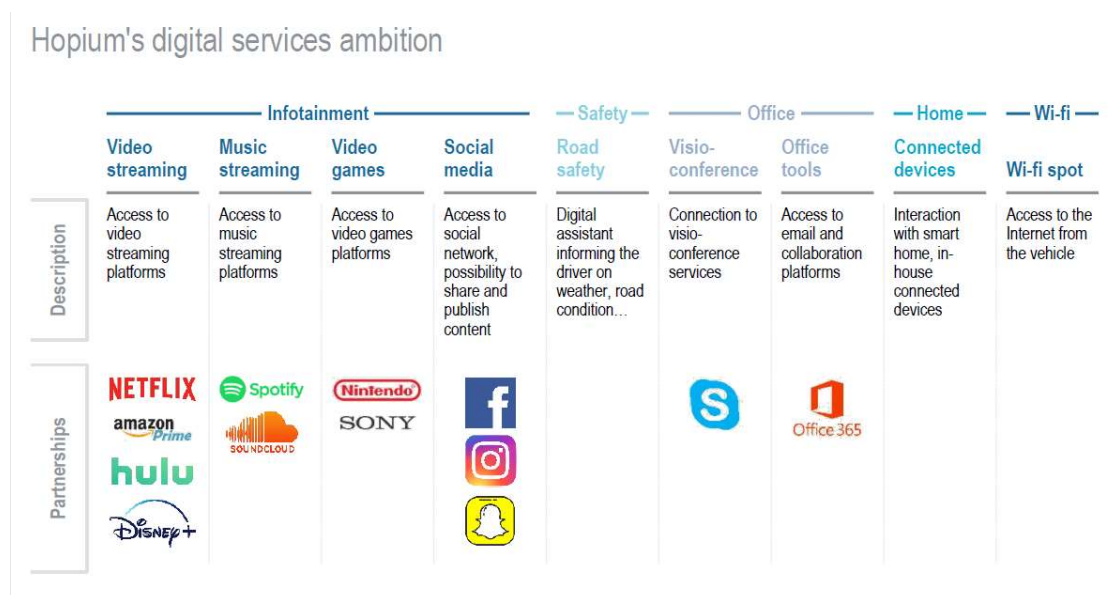 Hopium's digital services ambition
Infotainment
Safety
Office
Home
Wi-fi
Video
streaming
Music
streaming
Video
games
Social
media
Road
safety
Visio-
conference
Office
tools
Connected
devices
Wi-fi spot
Description
Access to
video
streaming
platforms
Access to
music
streaming
platforms
Access to
video games
platforms
Access to
social
network,
possibility to
share and
publish
content
Digital
assistant
informing the
driver on
weather, road
condition…
Connection to
visio-
conference
services
Access to
email and
collaboration
platforms
Interaction
with smart
home, in-
house
connected
devices
Access to the
Internet from
the vehicle
Partnerships
NETFLIX
amazon
Prime
hulu
Disney+
Spotify
SOUNDCLOUD
Nintendo
SONY
f
S
Office 365